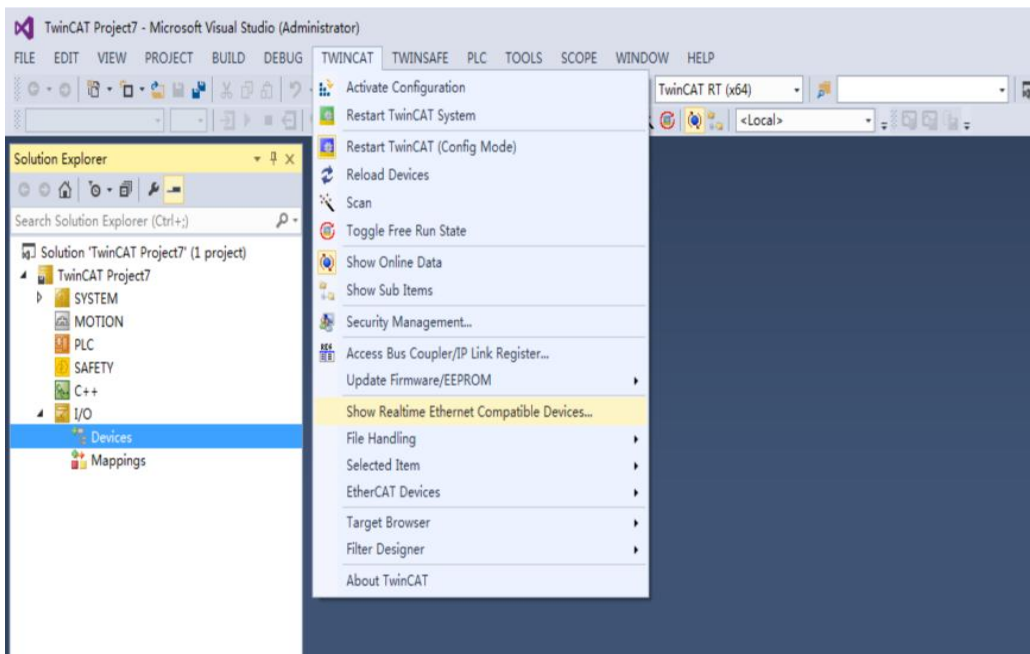 TwinCAT Project7 - Microsoft Visual Studio (Administrator)
FILE EDIT VIEW PROJECT BUILD DEBUG TWINCAT TWINSAFE PLC TOOLS SCOPE WINDOW HELP
TwinCAT RT (x64)
<Local>
Solution Explorer
Search Solution Explorer (Ctrl+;)
Solution 'TwinCAT Project7' (1 project)
TwinCAT Project7
SYSTEM
MOTION
PLC
SAFETY
C++
I/O
Devices
Mappings
Activate Configuration
Restart TwinCAT System
Restart TwinCAT (Config Mode)
Reload Devices
Scan
Toggle Free Run State
Show Online Data
Show Sub Items
Security Management...
Access Bus Coupler/IP Link Register...
Update Firmware/EEPROM
Show Realtime Ethernet Compatible Devices...
File Handling
Selected Item
EtherCAT Devices
Target Browser
Filter Designer
About TwinCAT